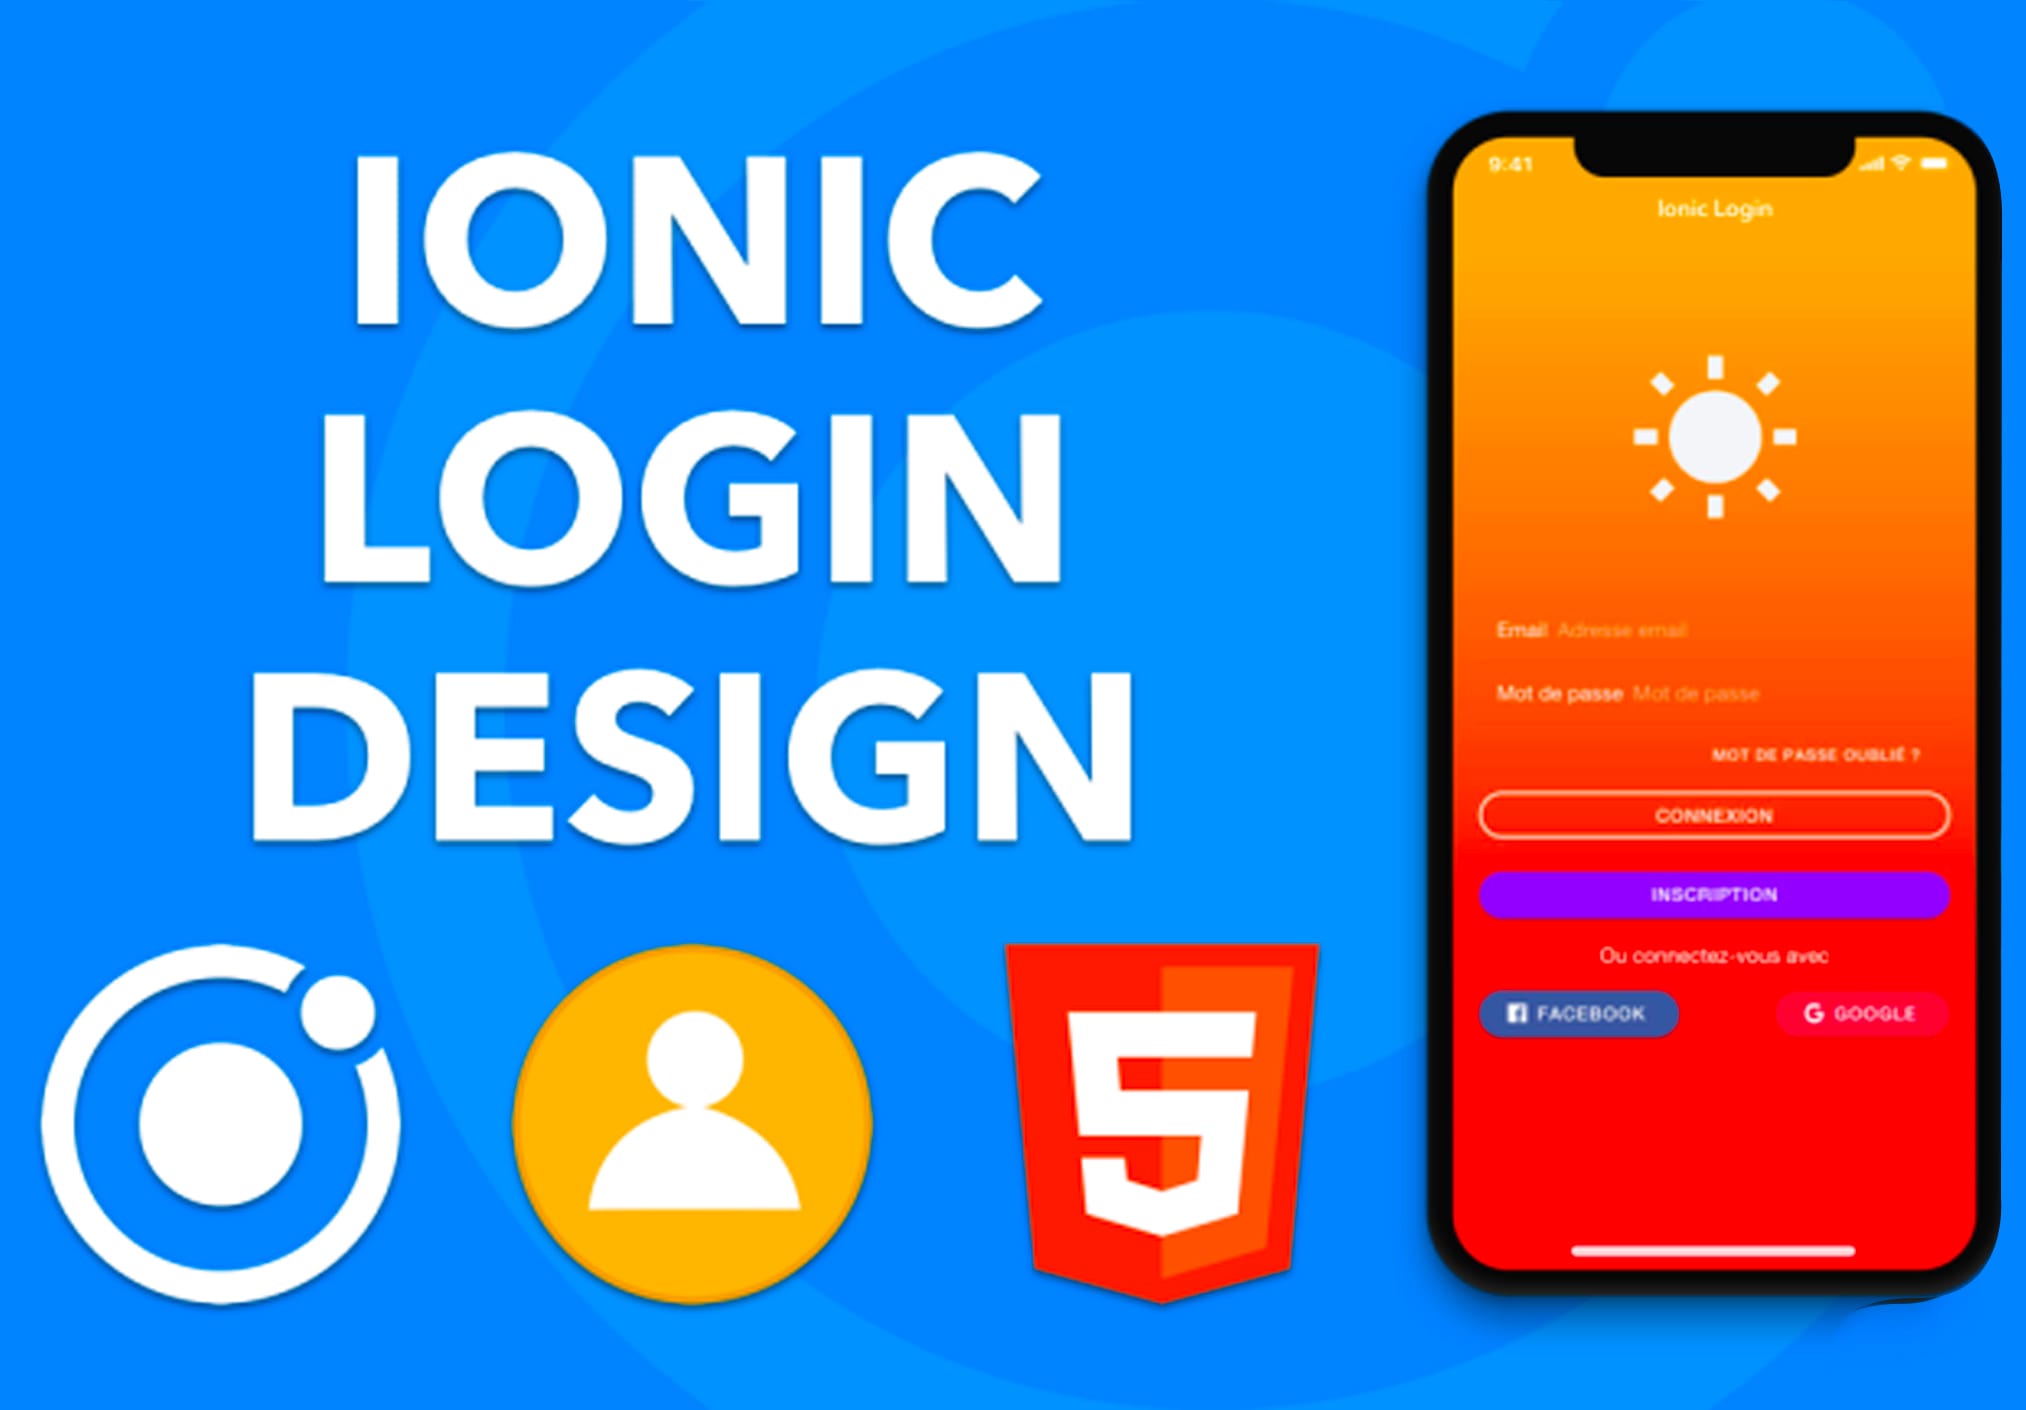 IONIC
LOGIN
DESIGN
9:41
Ionic Login
Email Adresse email
Mot de passe Mot de passe
MOT DE PASSE OUBLIÉ ?
CONNEXION
INSCRIPTION
Ou connectez-vous avec
FACEBOOK
GOOGLE